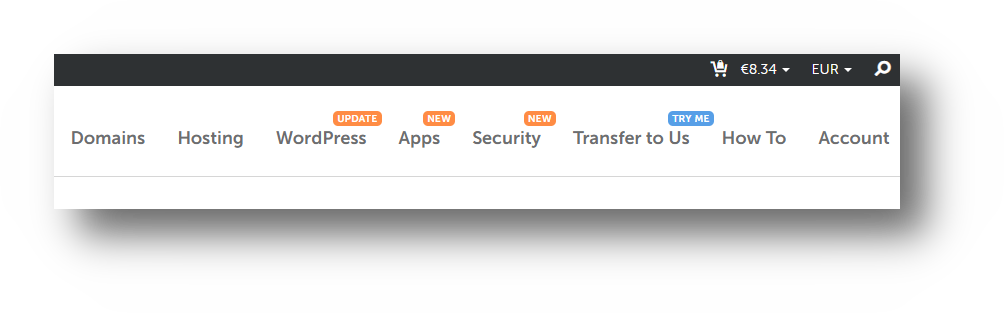 €8.34 EUR
UPDATE NEW NEW TRY ME
Domains Hosting WordPress Apps Security Transfer to Us How To Account